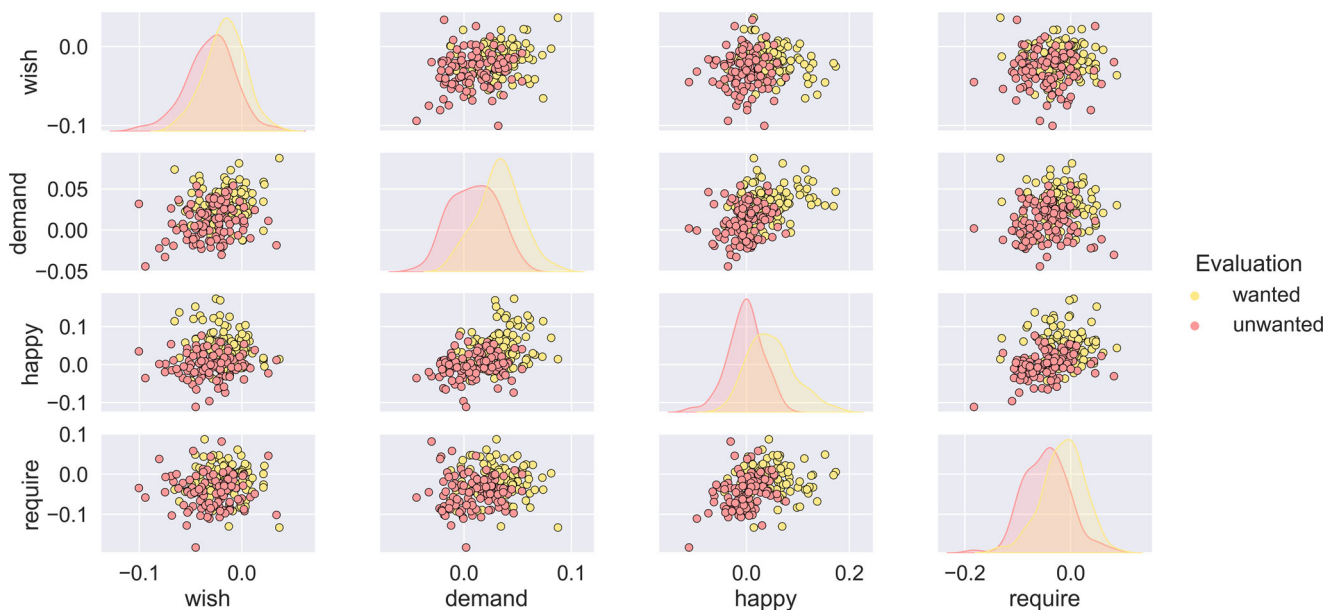 0.0
−0.1
wish
0.05
0.00
−0.05
demand
0.1
0.0
−0.1
happy
0.1
0.0
−0.1
require
−0.1 0.0
wish
0.0 0.1
demand
0.0 0.2
happy
−0.2 0.0
require
Evaluation
wanted
unwanted